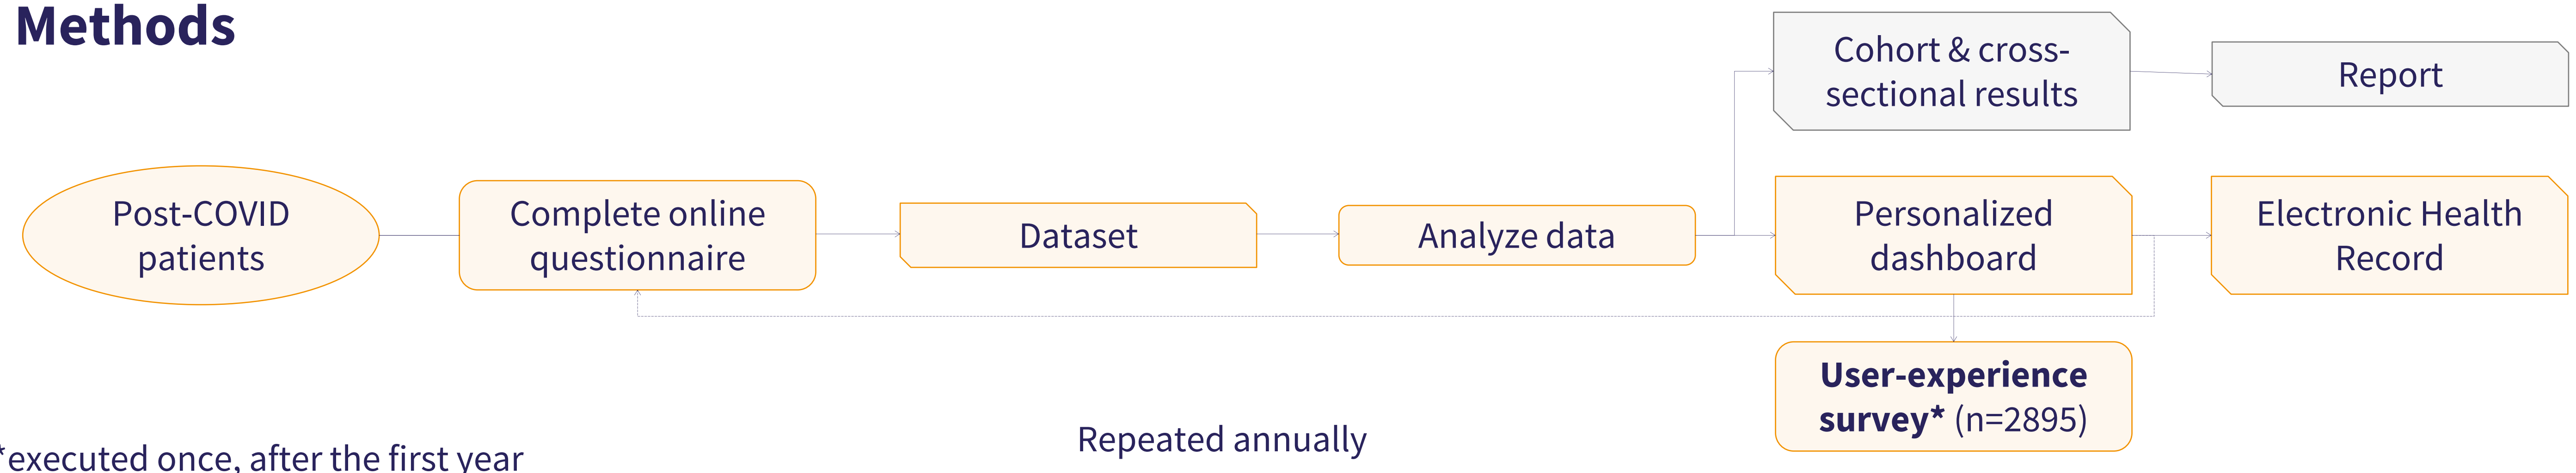 Methods
Cohort & cross-
sectional results
Report
Post-COVID
patients
Complete online
questionnaire
Dataset
Analyze data
Personalized
dashboard
Electronic Health
Record
User-experience
survey* (n=2895)
Repeated annually
*executed once, after the first year